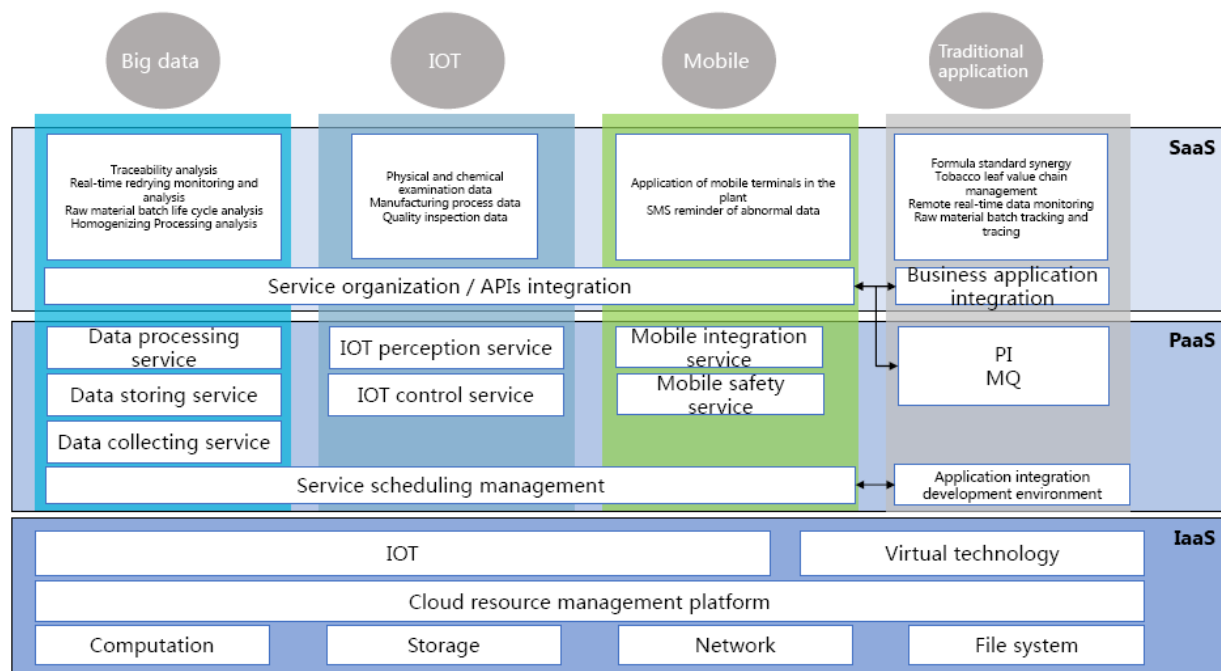 Big data
IOT
Mobile
Traditional
application
SaaS
Traceability analysis
Real-time redrying monitoring and
analysis
Raw material batch life cycle analysis
Homogenizing Processing analysis
Physical and chemical
examination data
Manufacturing process data
Quality inspection data
Application of mobile terminals in the
plant
SMS reminder of abnormal data
Formula standard synergy
Tobacco leaf value chain
management
Remote real-time data monitoring
Raw material batch tracking and
tracing
Service organization / APIs integration
Business application
integration
PaaS
Data processing
service
Data storing service
Data collecting service
IOT perception service
IOT control service
Mobile integration
service
Mobile safety
service
PI
MQ
Service scheduling management
Application integration
development environment
IaaS
IOT
Virtual technology
Cloud resource management platform
Computation
Storage
Network
File system